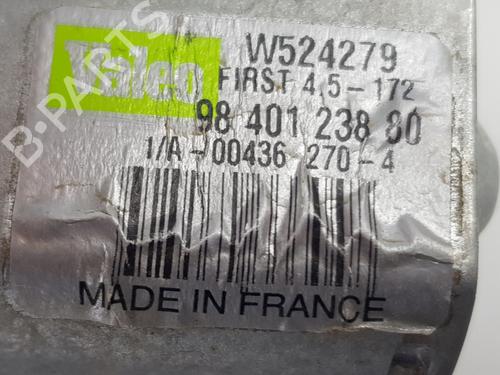 Valeo
W524279
FIRST 4,5-172
98 401 238 80
1/A-00436 270-4
MADE IN FRANCE
B-PARTS